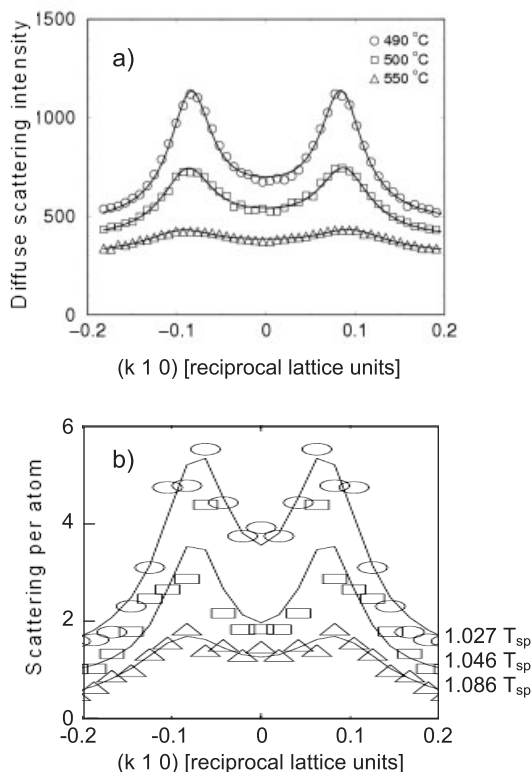 1500
a)
490 °C
500 °C
550 °C
1000
500
0
Diffuse scattering intensity
−0.2 −0.1 0 0.1 0.2
(k 1 0) [reciprocal lattice units]
6
b)
4
2
0
Scattering per atom
1.027 Tsp
1.046 Tsp
1.086 Tsp
-0.2 -0.1 0 0.1 0.2
(k 1 0) [reciprocal lattice units]